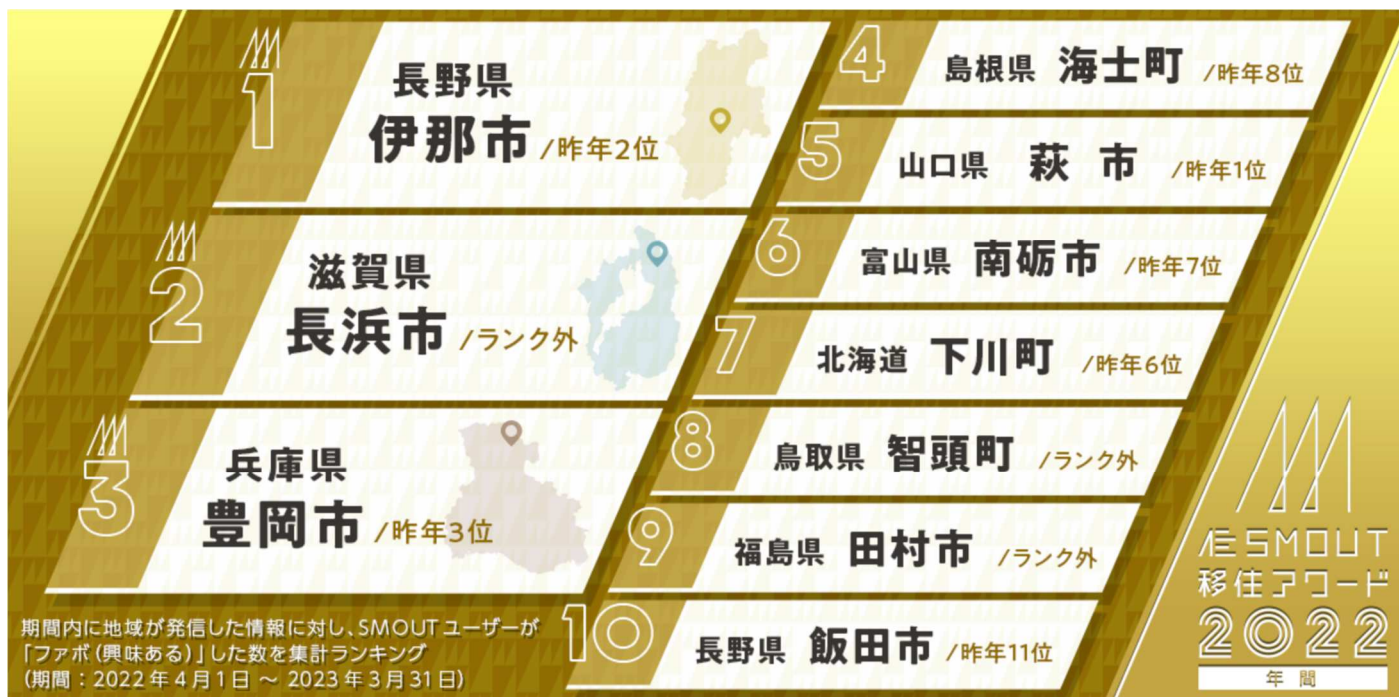 1
長野県
伊那市 /昨年2位
2
滋賀県
長浜市 /ランク外
3
兵庫県
豊岡市 /昨年3位
4 島根県 海士町 /昨年8位
5 山口県 萩市 /昨年1位
6 富山県 南砺市 /昨年7位
7 北海道 下川町 /昨年6位
8 鳥取県 智頭町 /ランク外
9 福島県 田村市 /ランク外
10 長野県 飯田市 /昨年11位
期間内に地域が発信した情報に対し、SMOUTユーザーが
「ファボ(興味ある)」した数を集計ランキング
(期間:2022年4月1日 ～ 2023年3月31日)
SMOUT
移住アワード
2022
年間